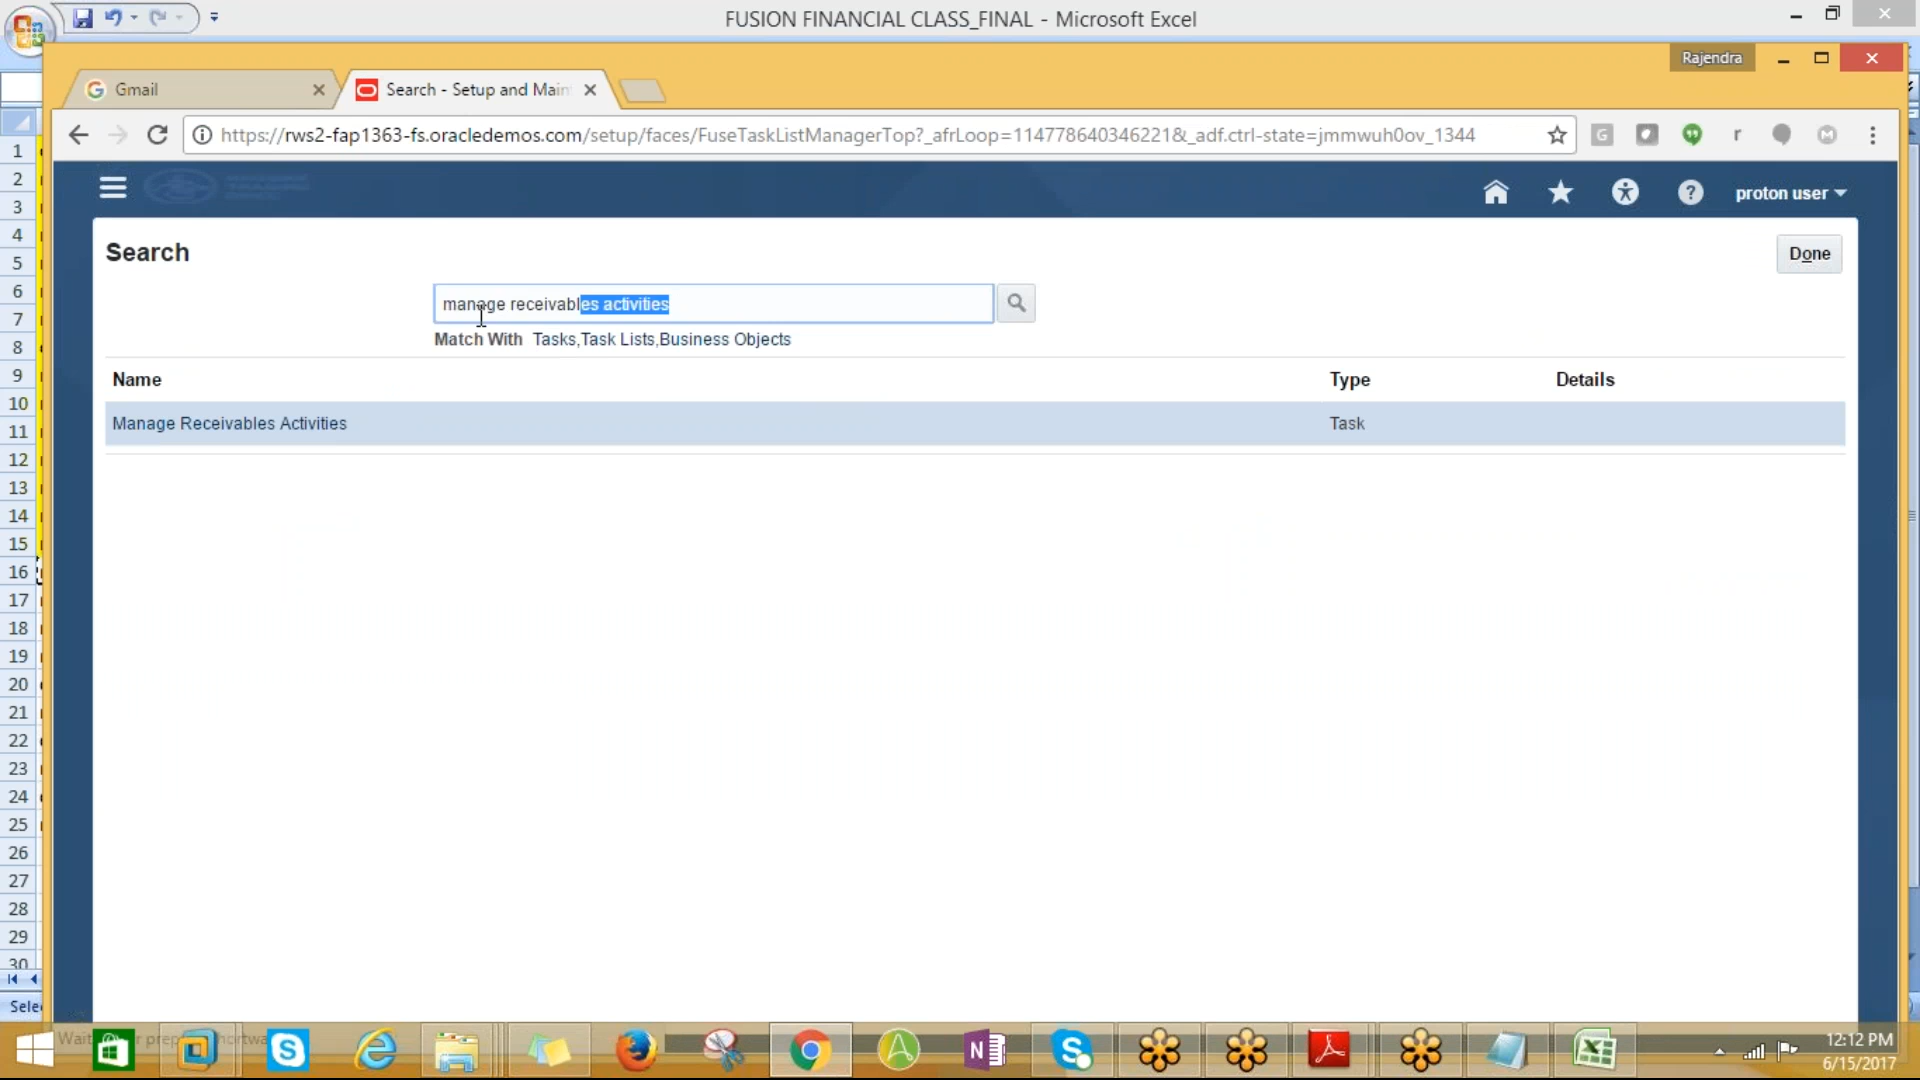 FUSION FINANCIAL CLASS_FINAL - Microsoft Excel
Rajendra
Gmail
Search - Setup and Main
https://rws2-fap1363-fs.oracledemos.com/setup/faces/FuseTaskListManagerTop?_afrLoop=114778640346221&_adf.ctrl-state=jmmwuh0ov_1344
proton user
Search
Done
manage receivables activities
Match With Tasks,Task Lists,Business Objects
Name Type Details
Manage Receivables Activities Task
1
2
3
4
5
6
7
8
9
10
11
12
13
14
15
16
17
18
19
20
21
22
23
24
25
26
27
28
29
30
Sele
12:12 PM
6/15/2017